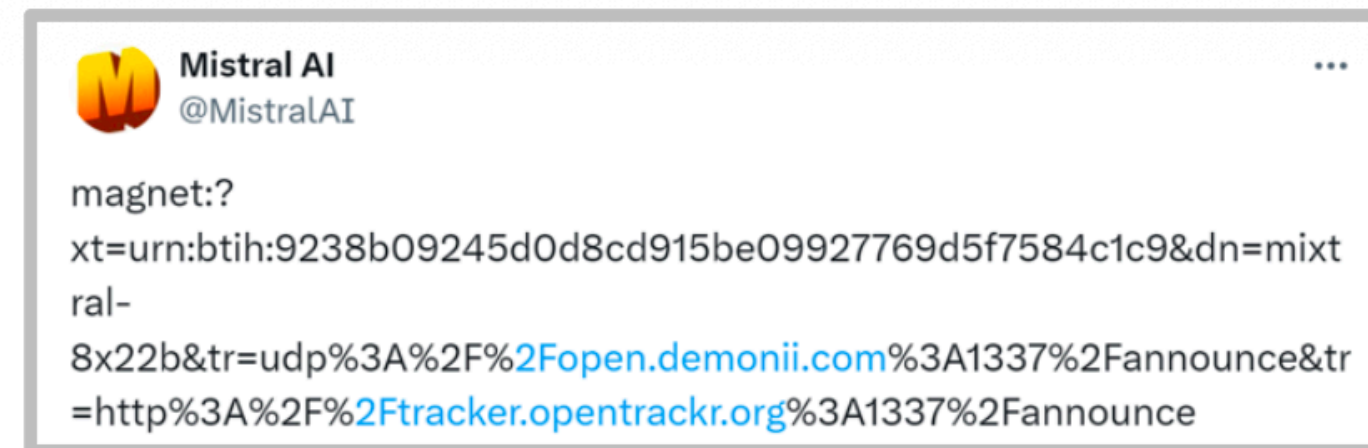 Mistral AI
@MistralAI
magnet:?
xt=urn:btih:9238b09245d0d8cd915be09927769d5f7584c1c9&dn=mixt
ral-
8x22b&tr=udp%3A%2F%2Fopen.demonii.com%3A1337%2Fannounce&tr
=http%3A%2F%2Ftracker.opentrackr.org%3A1337%2Fannounce